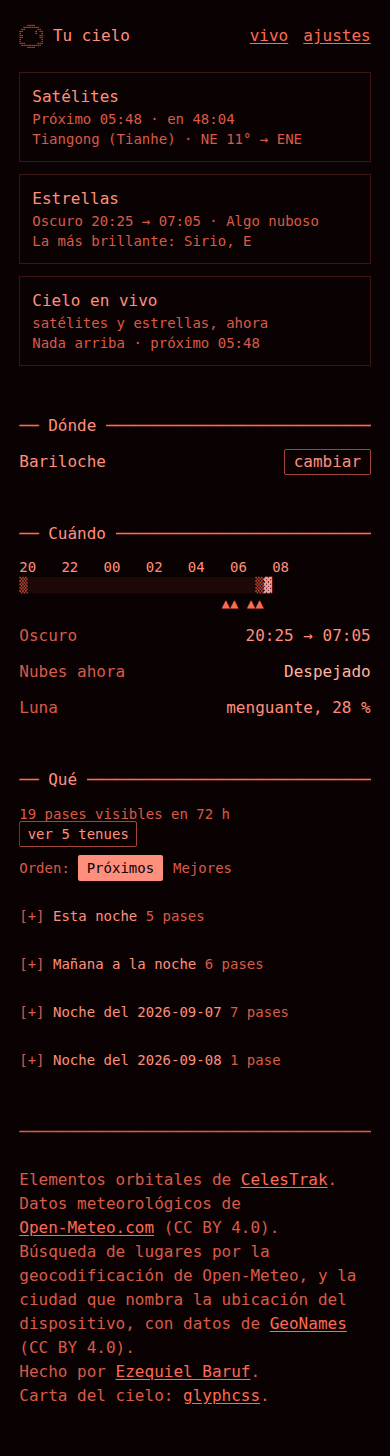 Tu cielo vivo ajustes
Satélites
Próximo 05:48 · en 48:04
Tiangong (Tianhe) · NE 11° → ENE
Estrellas
Oscuro 20:25 → 07:05 · Algo nuboso
La más brillante: Sirio, E
Cielo en vivo
satélites y estrellas, ahora
Nada arriba · próximo 05:48
Dónde
Bariloche cambiar
Cuándo
20 22 00 02 04 06 08
Oscuro 20:25 → 07:05
Nubes ahora Despejado
Luna menguante, 28 %
Qué
19 pases visibles en 72 h
ver 5 tenues
Orden: Próximos Mejores
[+] Esta noche 5 pases
[+] Mañana a la noche 6 pases
[+] Noche del 2026-09-07 7 pases
[+] Noche del 2026-09-08 1 pase
Elementos orbitales de CelesTrak.
Datos meteorológicos de
Open-Meteo.com (CC BY 4.0).
Búsqueda de lugares por la
geocodificación de Open-Meteo, y la
ciudad que nombra la ubicación del
dispositivo, con datos de GeoNames
(CC BY 4.0).
Hecho por Ezequiel Baruf.
Carta del cielo: glyphcss.